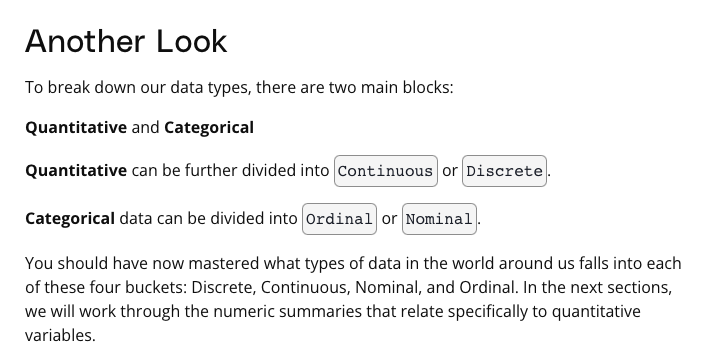 Another Look
To break down our data types, there are two main blocks:
Quantitative and Categorical
Quantitative can be further divided into Continuous or Discrete.
Categorical data can be divided into Ordinal or Nominal.
You should have now mastered what types of data in the world around us falls into each
of these four buckets: Discrete, Continuous, Nominal, and Ordinal. In the next sections,
we will work through the numeric summaries that relate specifically to quantitative
variables.